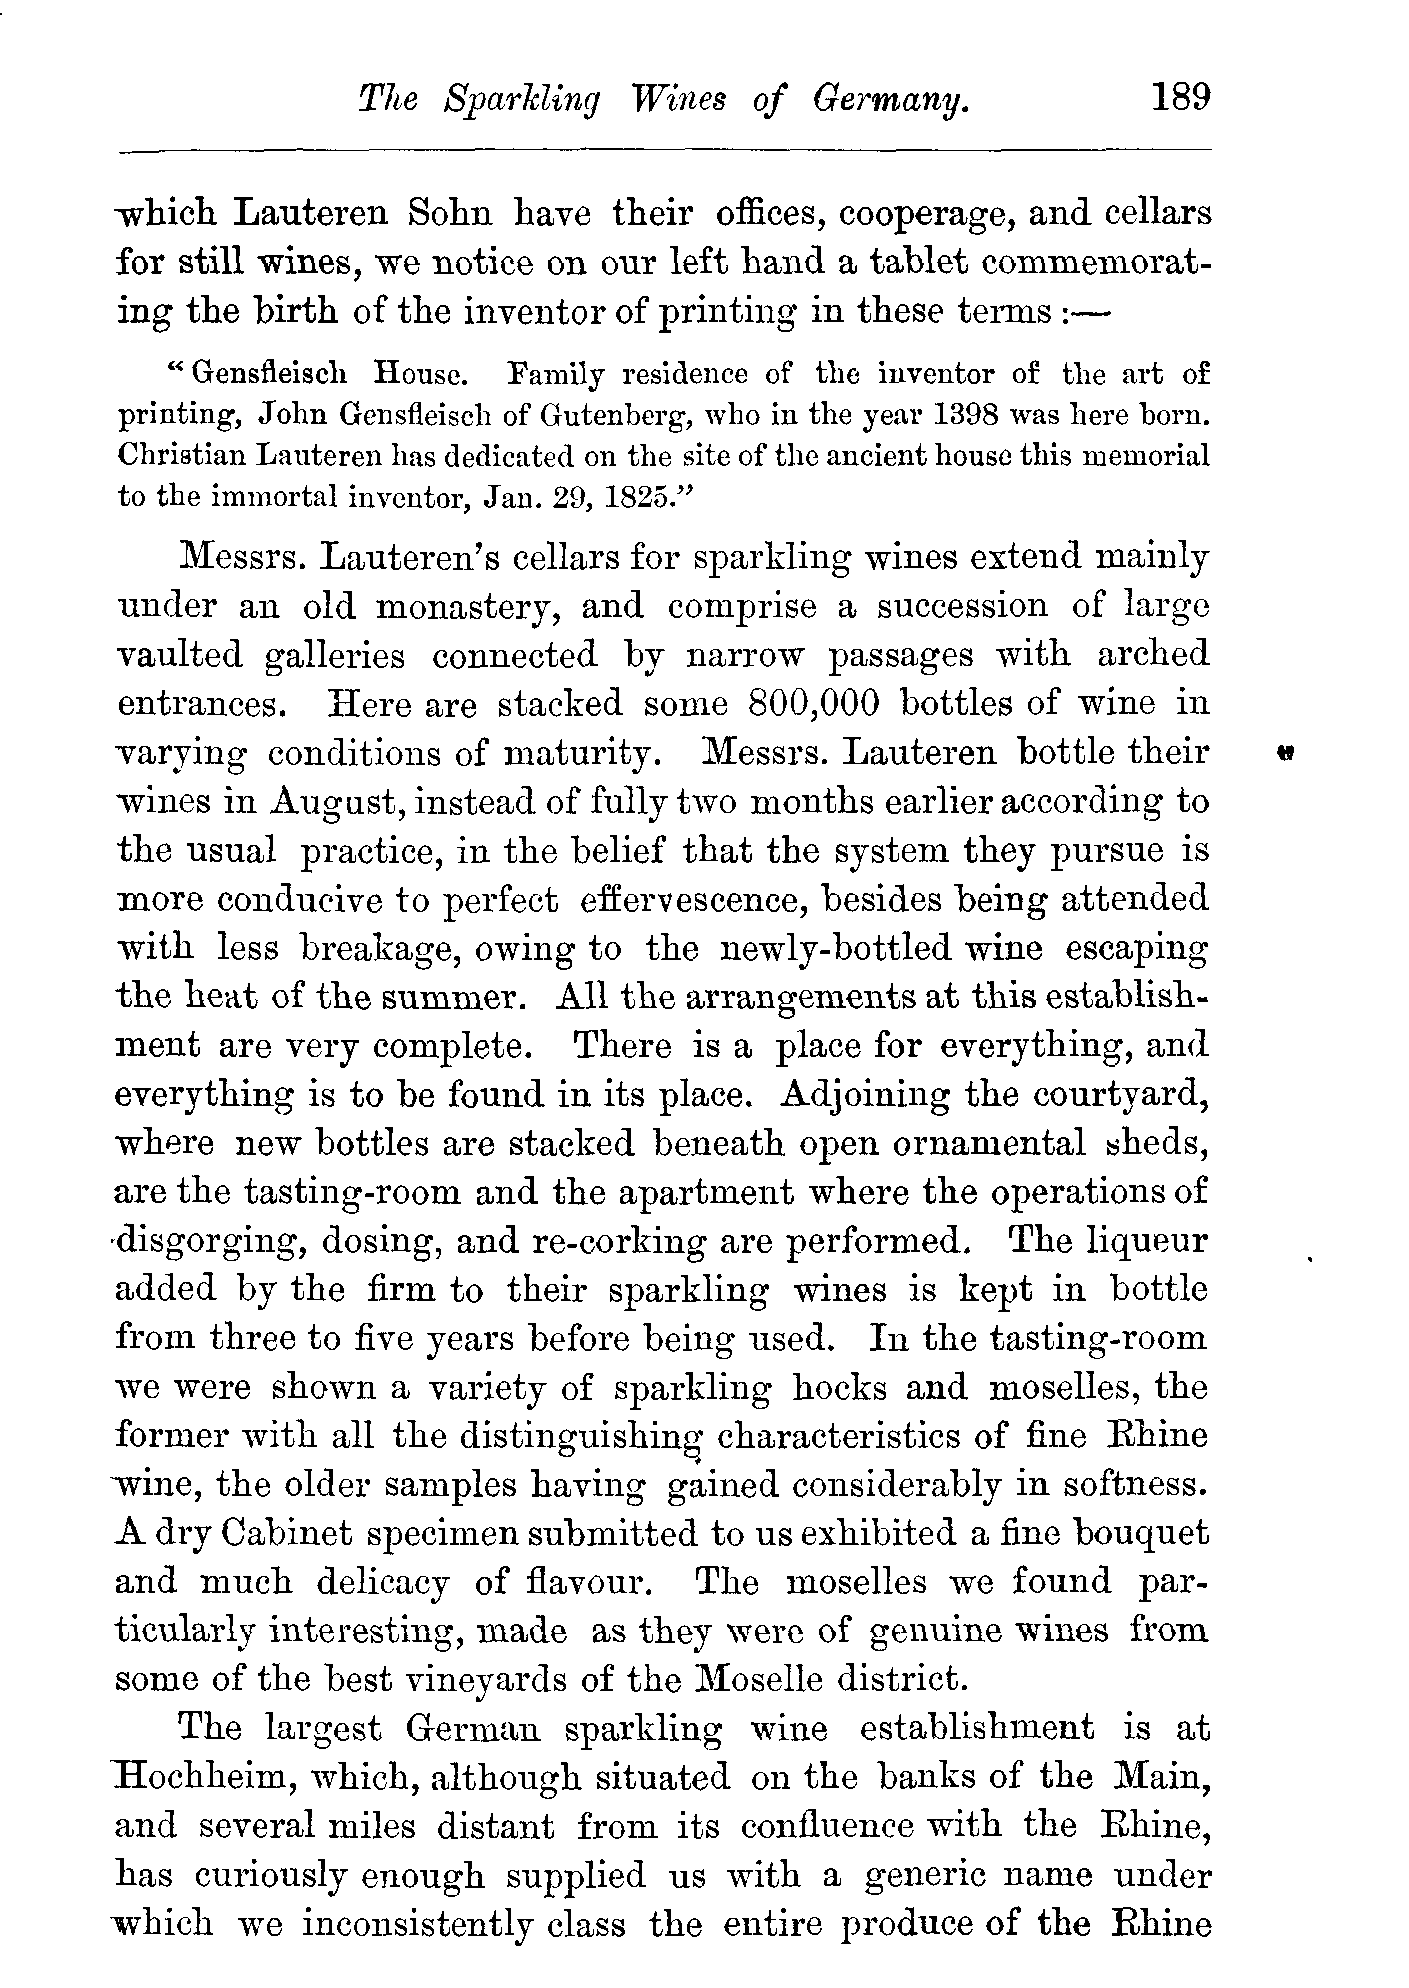 The Sparkling Wines of Germany. 189
which Lauteren Sohn have their offices, cooperage, and cellars
for still wines, we notice on our left hand a tablet commemorat-
ing the birth of the inventor of printing in these terms :—
“Gensfleisch House. Family residence of the inventor of the art of
printing, John Gensfleisch of Gutenberg, who in the year 1398 was here born.
Christian Lauteren has dedicated on the site of the ancient house this memorial
to the immortal inventor, Jan. 29, 1825.”
Messrs. Lauteren’s cellars for sparkling wines extend mainly
under an old monastery, and comprise a succession of large
vaulted galleries connected by narrow passages with arched
entrances. Here are stacked some 800,000 bottles of wine in
varying conditions of maturity. Messrs. Lauteren bottle their
wines in August, instead of fully two months earlier according to
the usual practice, in the belief that the system they pursue is
more conducive to perfect effervescence, besides being attended
with less breakage, owing to the newly-bottled wine escaping
the heat of the summer. All the arrangements at this establish-
ment are very complete. There is a place for everything, and
everything is to be found in its place. Adjoining the courtyard,
where new bottles are stacked beneath open ornamental sheds,
are the tasting-room and the apartment where the operations of
disgorging, dosing, and re-corking are performed. The liqueur
added by the firm to their sparkling wines is kept in bottle
from three to five years before being used. In the tasting-room
we were shown a variety of sparkling hocks and moselles, the
former with all the distinguishing characteristics of fine Rhine
wine, the older samples having gained considerably in softness.
A dry Cabinet specimen submitted to us exhibited a fine bouquet
and much delicacy of flavour. The moselles we found par-
ticularly interesting, made as they were of genuine wines from
some of the best vineyards of the Moselle district.
The largest German sparkling wine establishment is at
Hochheim, which, although situated on the banks of the Main,
and several miles distant from its confluence with the Rhine,
has curiously enough supplied us with a generic name under
which we inconsistently class the entire produce of the Rhine